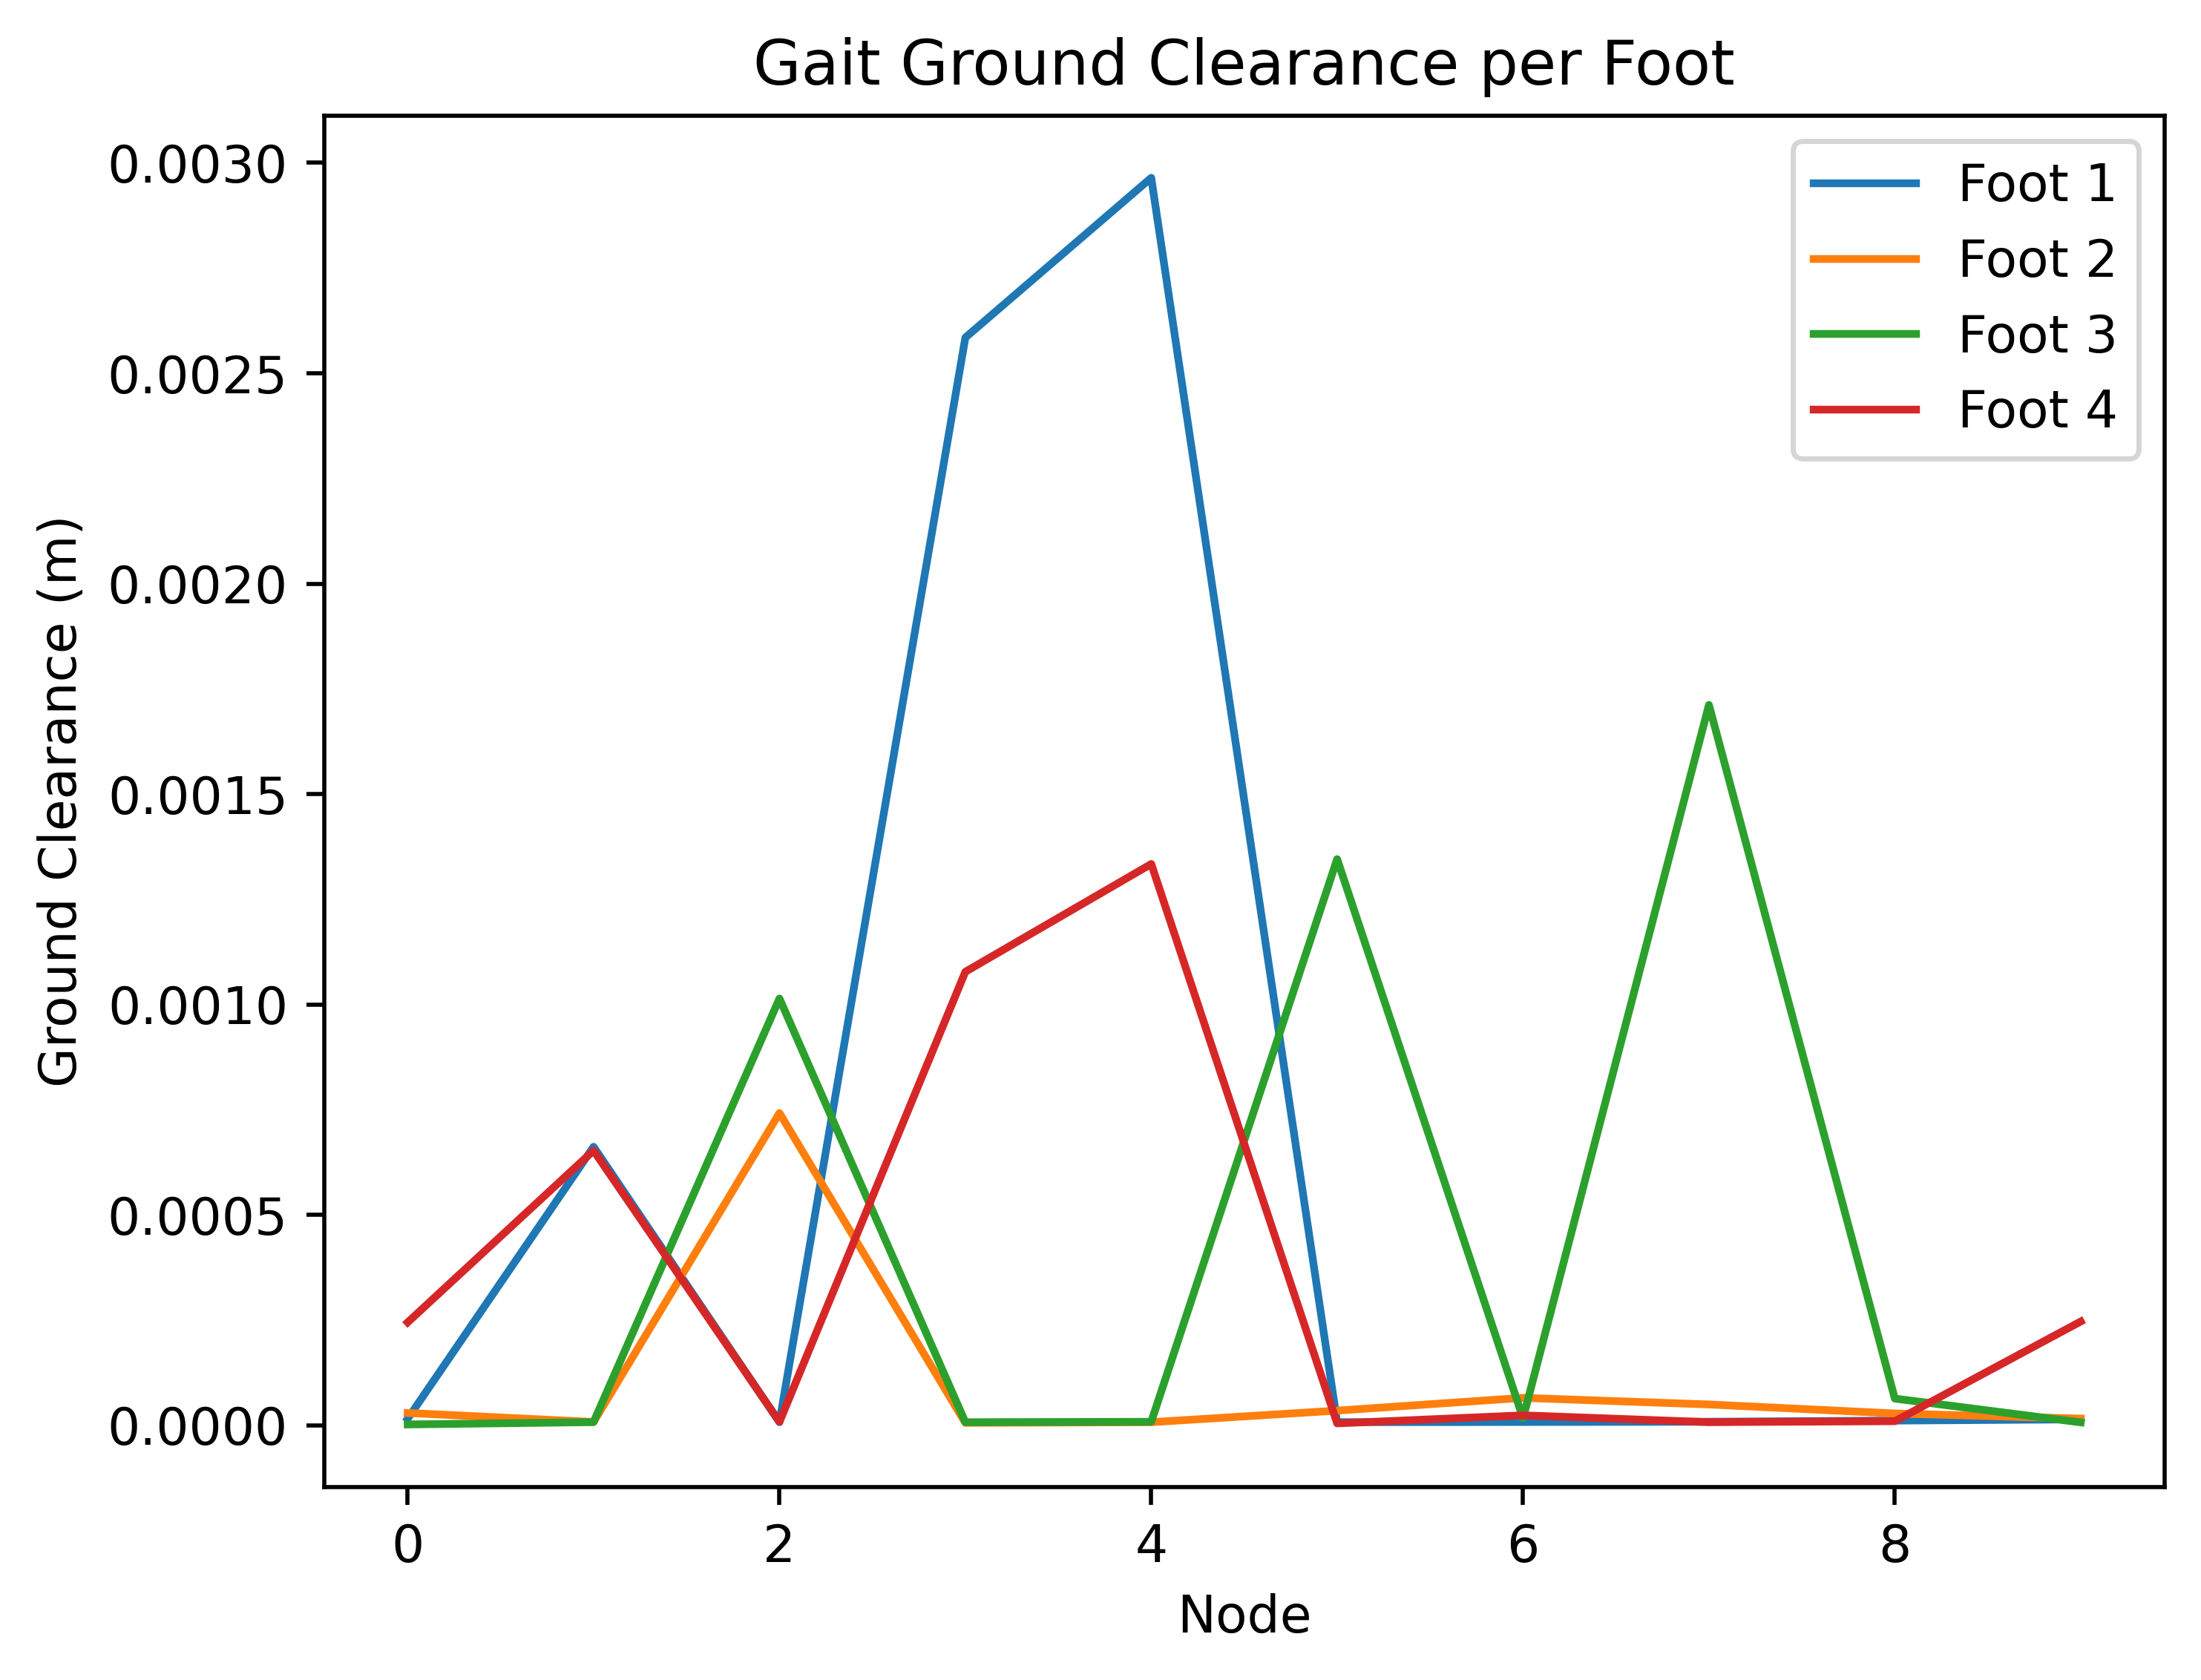 Gait Ground Clearance per Foot
0.0030
0.0025
0.0020
0.0015
0.0010
0.0005
0.0000
Ground Clearance (m)
Foot 1
Foot 2
Foot 3
Foot 4
0 2 4 6 8
Node